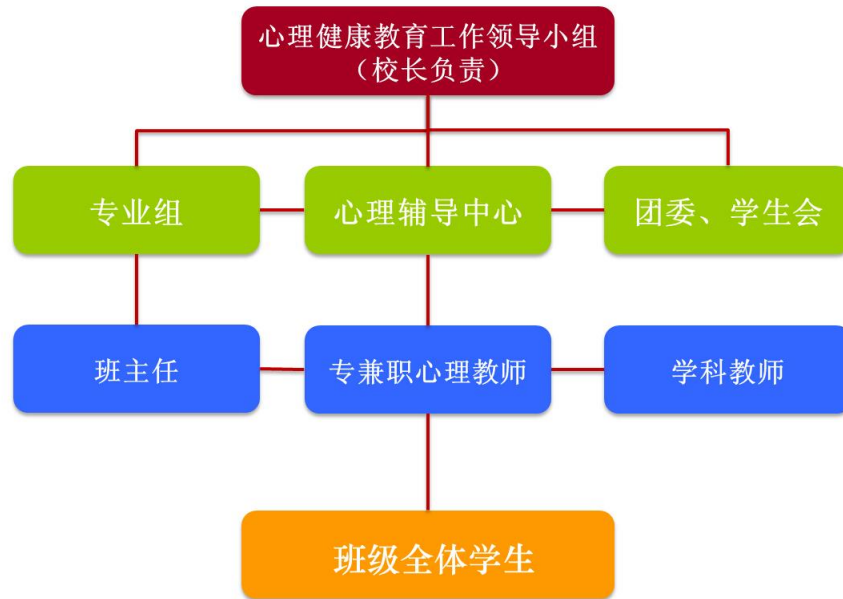 心理健康教育工作领导小组
（校长负责）
专业组
心理辅导中心
团委、学生会
班主任
专兼职心理教师
学科教师
班级全体学生